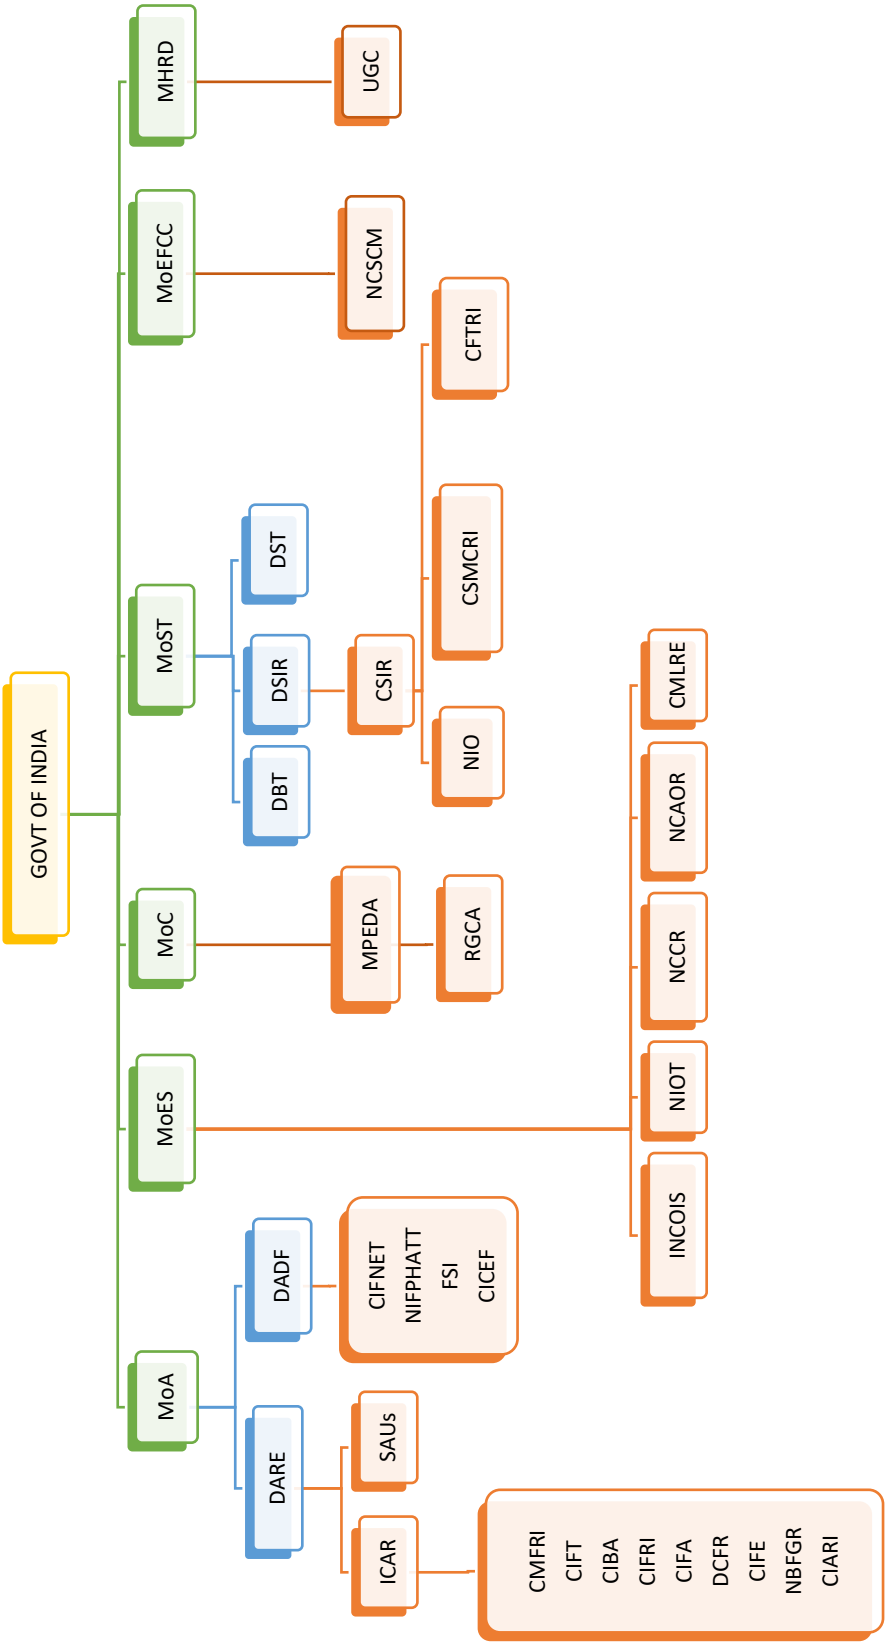 GOVT OF INDIA
MoA
MoES
MoC
MoST
MoEFCC
MHRD
DARE
DADF
DBT
DSIR
DST
ICAR
SAUs
CIFNET
NIFPHATT
FSI
CICEF
MPEDA
CSIR
NCSCM
UGC
RGCA
NIO
CSMCRI
CFTRI
CMFRI
CIFT
CIBA
CIFRI
CIFA
DCFR
CIFE
NBFGR
CIARI
INCOIS
NIOT
NCCR
NCAOR
CMLRE